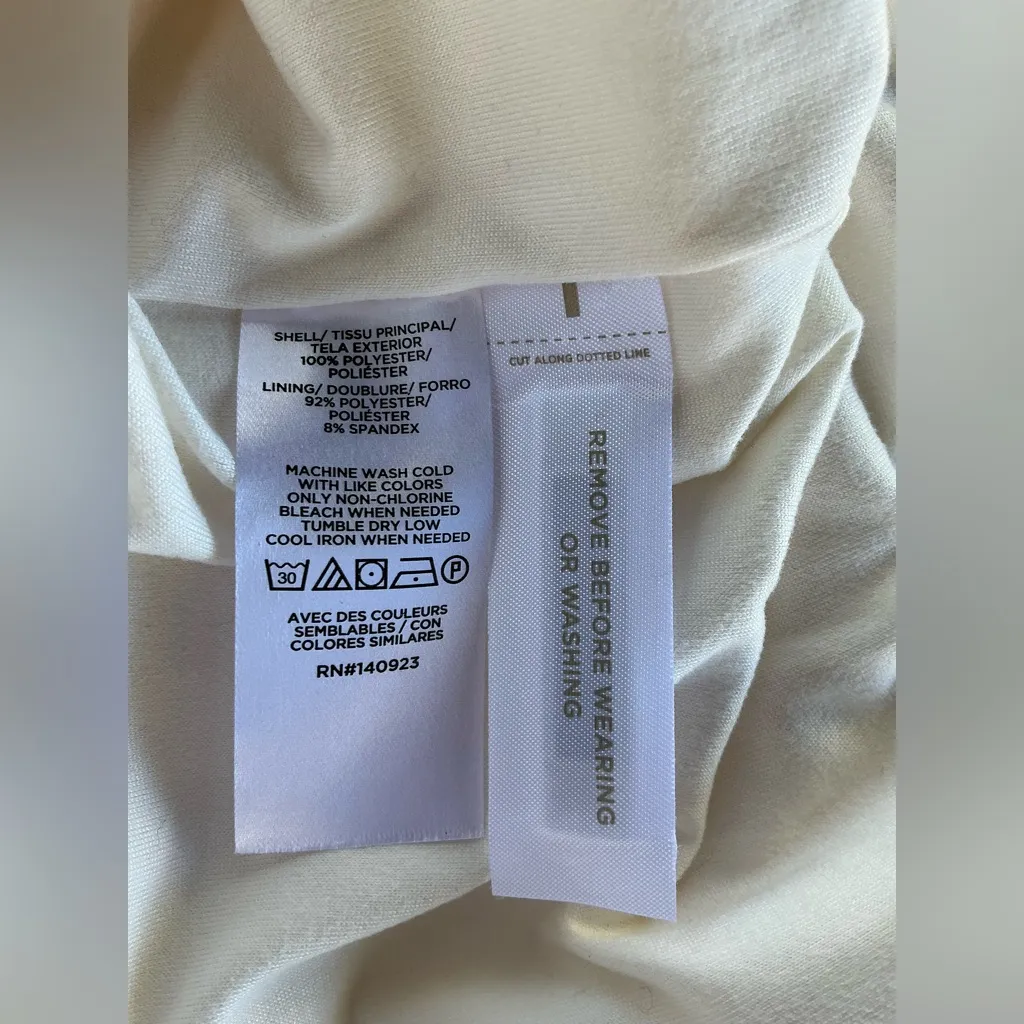 SHELL/ TISSU PRINCIPAL/
TELA EXTERIOR
100% POLYESTER/
POLIÉSTER
LINING/ DOUBLURE/ FORRO
92% POLYESTER/
POLIÉSTER
8% SPANDEX
MACHINE WASH COLD
WITH LIKE COLORS
ONLY NON-CHLORINE
BLEACH WHEN NEEDED
TUMBLE DRY LOW
COOL IRON WHEN NEEDED
30 P
AVEC DES COULEURS
SEMBLABLES / CON
COLORES SIMILARES
RN#140923
CUT ALONG DOTTED LINE
REMOVE BEFORE WEARING
OR WASHING